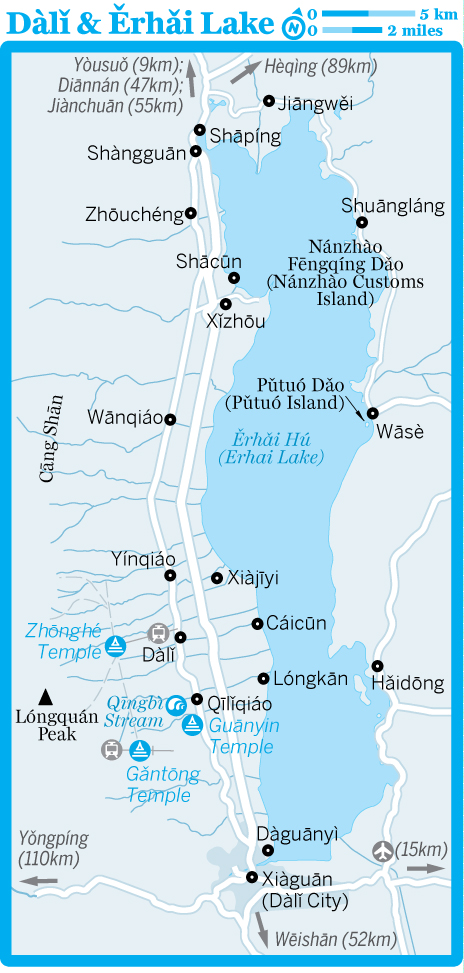 Dàlǐ & Ěrhǎi Lake
0 5 km
0 2 miles
Yòusuǒ (9km);
Diānnán (47km);
Jiànchuān (55km)
Hèqìng (89km)
Jiāngwěi
Shāpíng
Shàngguān
Zhōuchéng
Shuāngláng
Nánzhào
Fēngqíng Dǎo
(Nánzhào Customs
Island)
Shācūn
Xǐzhōu
Pǔtuó Dǎo
(Pǔtuó Island)
Cāng Shān
Wānqiáo
Wāsè
Ěrhǎi Hú
(Erhai Lake)
Yínqiáo
Xiàjīyi
Cáicūn
Zhōnghé
Temple
Dàlǐ
Lóngkān
Hǎidōng
Lóngquán
Peak
Qīngbì
Stream
Qīlǐqiáo
Guānyīn
Temple
Gǎntōng
Temple
Dàguānyì
Yǒngpíng
(110km)
(15km)
Xiàguān
(Dàlǐ City)
Wēishān (52km)